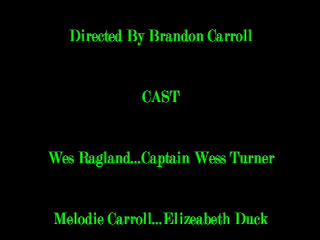 Directed By Brandon Carroll
CAST
Wes Ragland...Captain Wess Turner
Melodie Carroll...Elizeabeth Duck